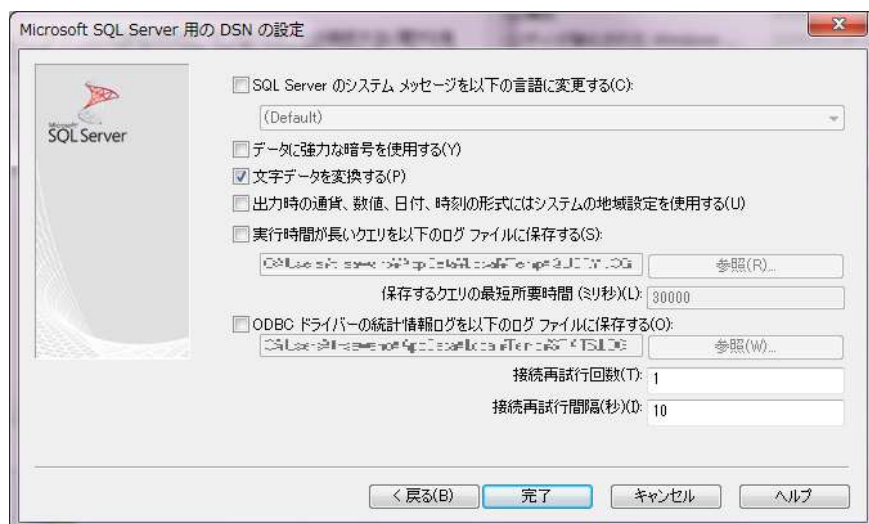 Microsoft SQL Server 用の DSN の設定
Microsoft
SQL Server
SQL Server のシステム メッセージを以下の言語に変更する(C):
(Default)
データに強力な暗号を使用する(Y)
文字データを変換する(P)
出力時の通貨、数値、日付、時刻の形式にはシステムの地域設定を使用する(U)
実行時間が長いクエリを以下のログ ファイルに保存する(S):
参照(R)...
保存するクエリの最短所要時間 (ミリ秒)(L): 30000
ODBC ドライバーの統計情報ログを以下のログ ファイルに保存する(O):
参照(W)...
接続再試行回数(T): 1
接続再試行間隔(秒)(I): 10
< 戻る(B) 完了 キャンセル ヘルプ